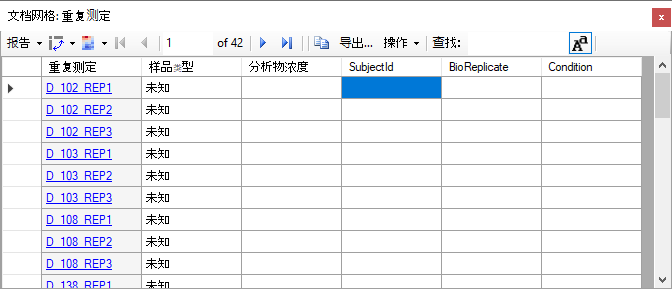 文档网格: 重复测定
报告 1 of 42 导出... 操作 查找: Aa
重复测定 样品类型 分析物浓度 SubjectId BioReplicate Condition
D_102_REP1 未知
D_102_REP2 未知
D_102_REP3 未知
D_103_REP1 未知
D_103_REP2 未知
D_103_REP3 未知
D_108_REP1 未知
D_108_REP2 未知
D_108_REP3 未知
D_138_REP1 未知